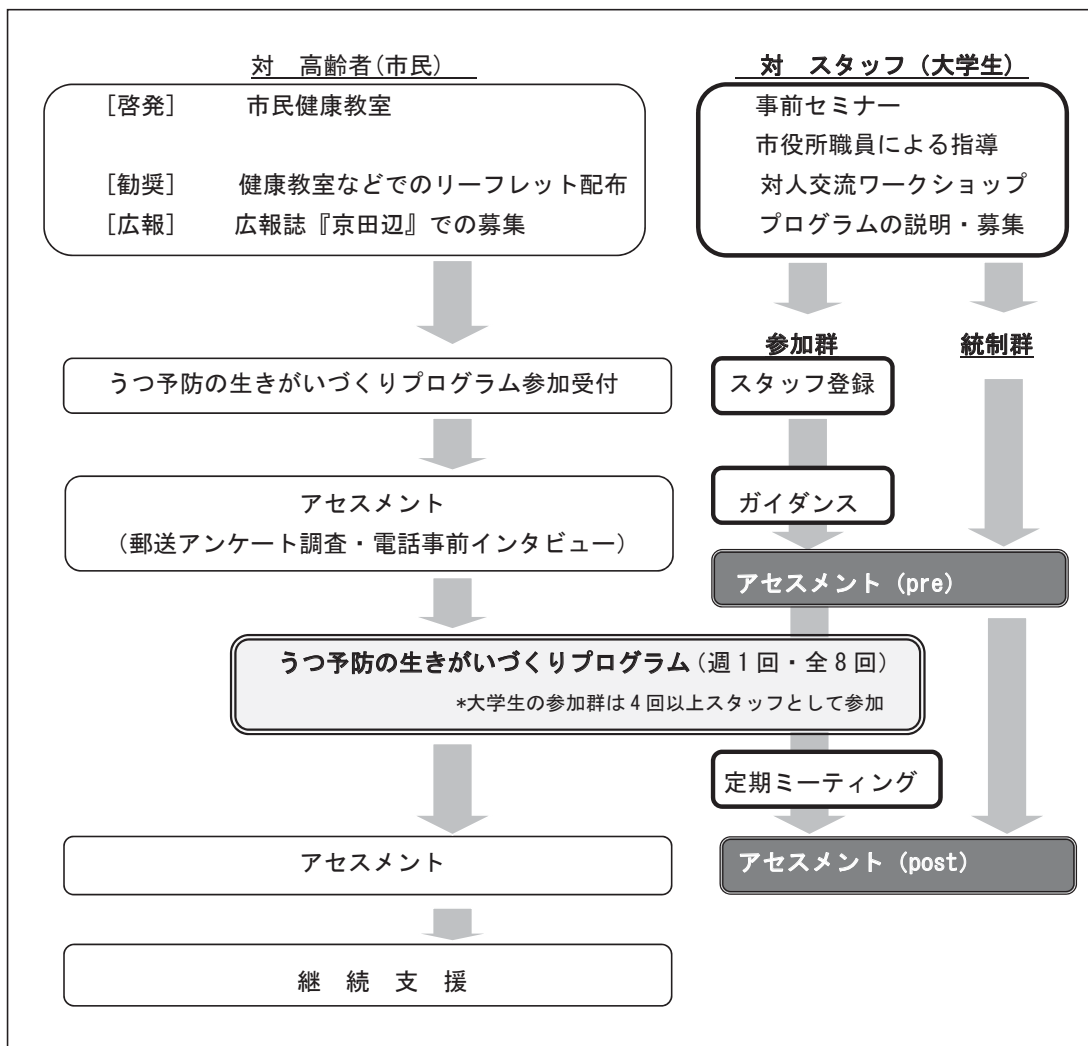 対　高齢者(市民)
[啓発]　市民健康教室
[勧奨]　健康教室などでのリーフレット配布
[広報]　広報誌『京田辺』での募集
うつ予防の生きがいづくりプログラム参加受付
アセスメント
（郵送アンケート調査・電話事前インタビュー）
対　スタッフ（大学生）
事前セミナー
市役所職員による指導
対人交流ワークショップ
プログラムの説明・募集
参加群
統制群
スタッフ登録
ガイダンス
アセスメント（pre）
うつ予防の生きがいづくりプログラム(週１回・全８回)
*大学生の参加群は４回以上スタッフとして参加
定期ミーティング
アセスメント
アセスメント（post）
継　続　支　援